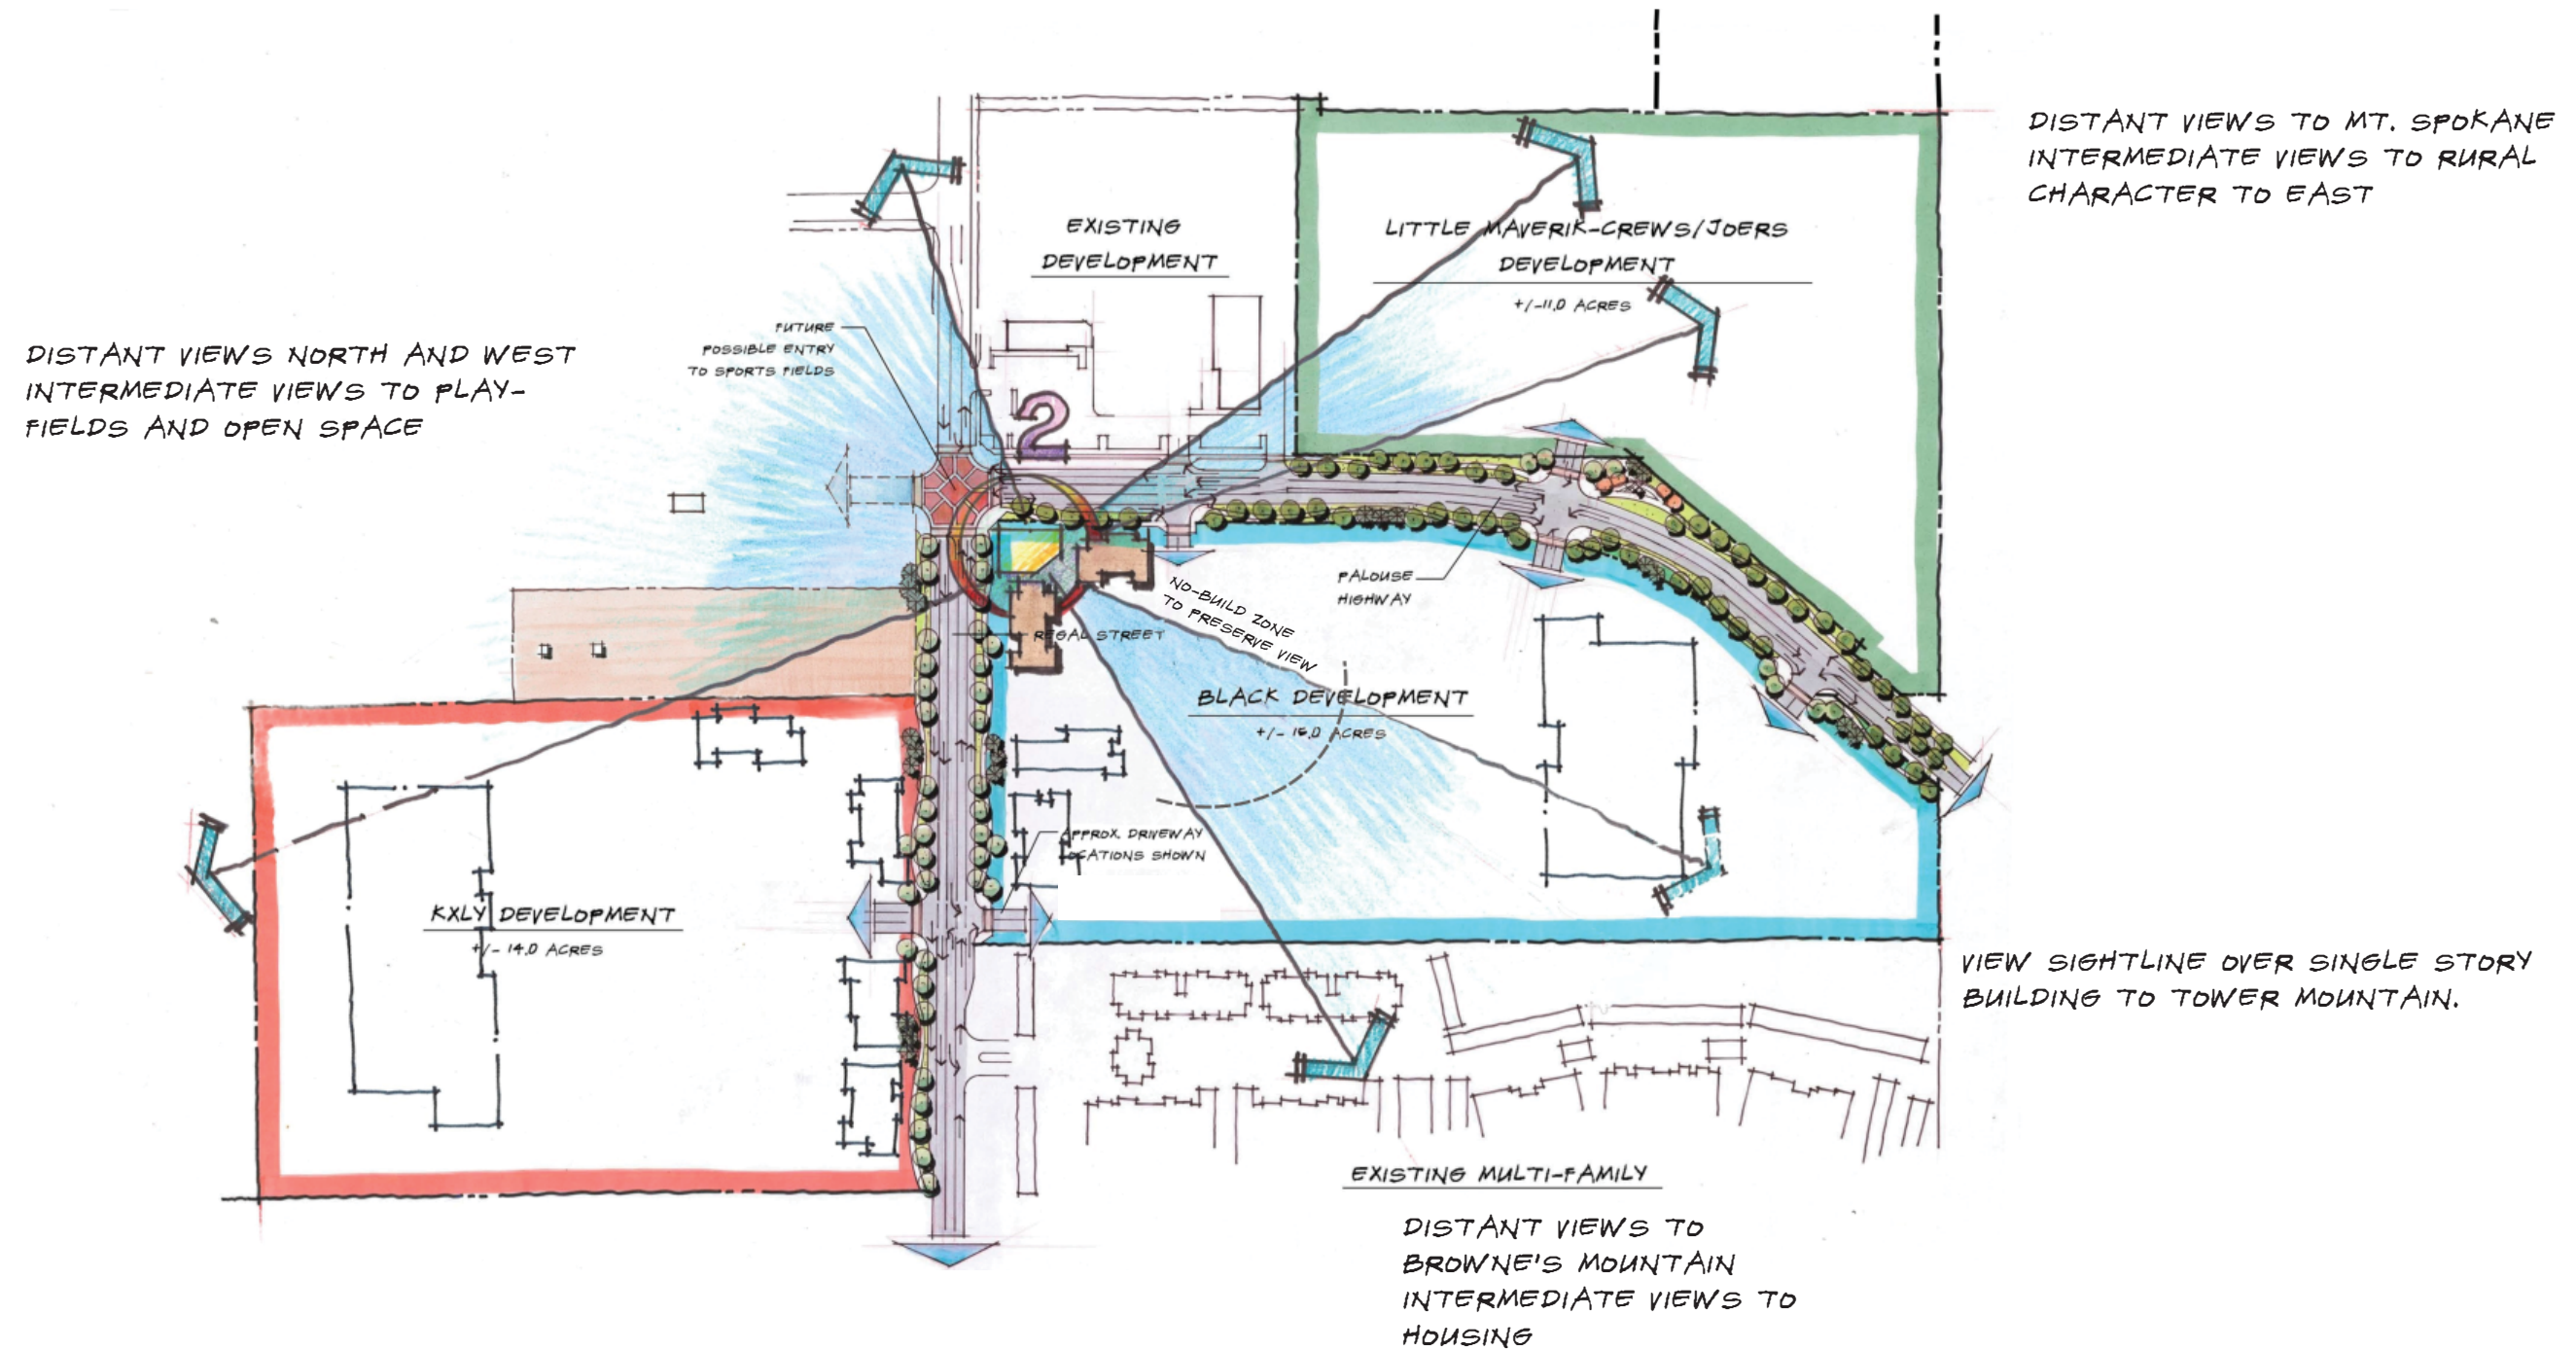 DISTANT VIEWS TO MT. SPOKANE
INTERMEDIATE VIEWS TO RURAL
CHARACTER TO EAST
EXISTING
DEVELOPMENT
LITTLE MAVERIK-CREWS/JOERS
DEVELOPMENT
+/-11.0 ACRES
DISTANT VIEWS NORTH AND WEST
INTERMEDIATE VIEWS TO PLAY-
FIELDS AND OPEN SPACE
FUTURE
POSSIBLE ENTRY
TO SPORTS FIELDS
2
PALOUSE
HIGHWAY
NO-BUILD ZONE
TO PRESERVE VIEW
REGAL STREET
BLACK DEVELOPMENT
+/- 16.0 ACRES
APPROX. DRIVEWAY
LOCATIONS SHOWN
KXLY DEVELOPMENT
+/- 14.0 ACRES
VIEW SIGHTLINE OVER SINGLE STORY
BUILDING TO TOWER MOUNTAIN.
EXISTING MULTI-FAMILY
DISTANT VIEWS TO
BROWNE'S MOUNTAIN
INTERMEDIATE VIEWS TO
HOUSING